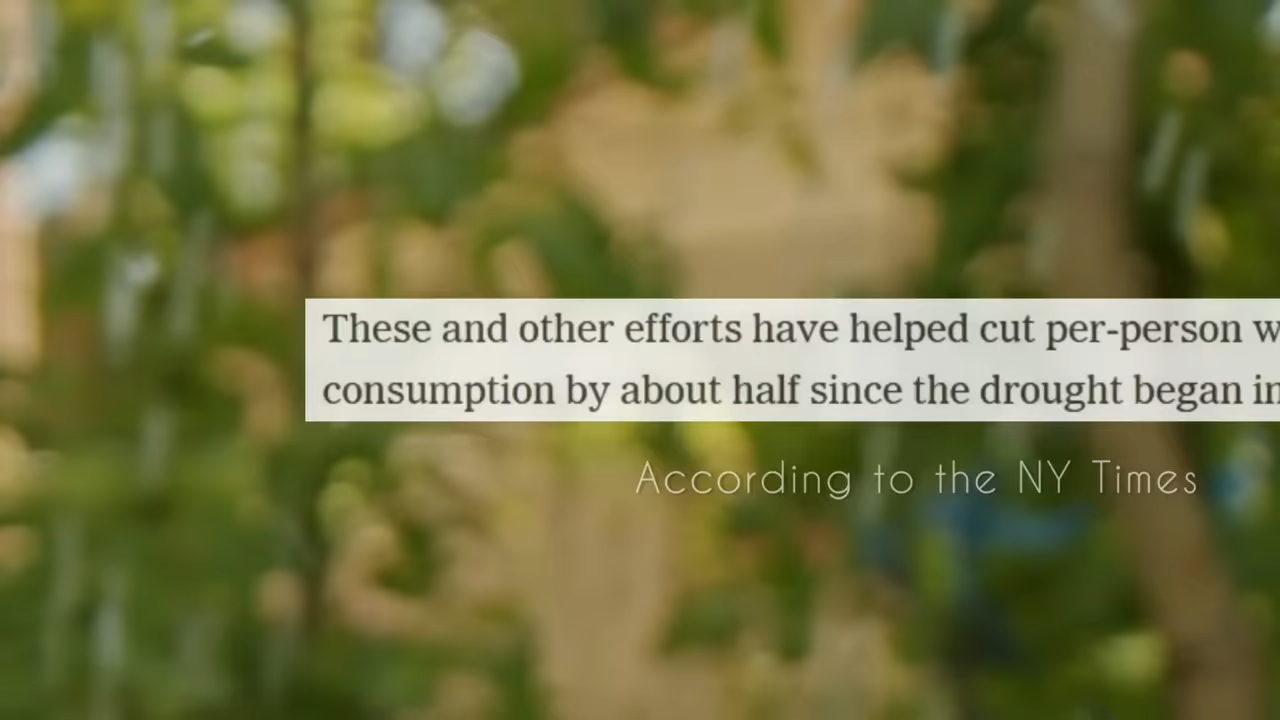 These and other efforts have helped cut per-person w
consumption by about half since the drought began in
According to the NY Times